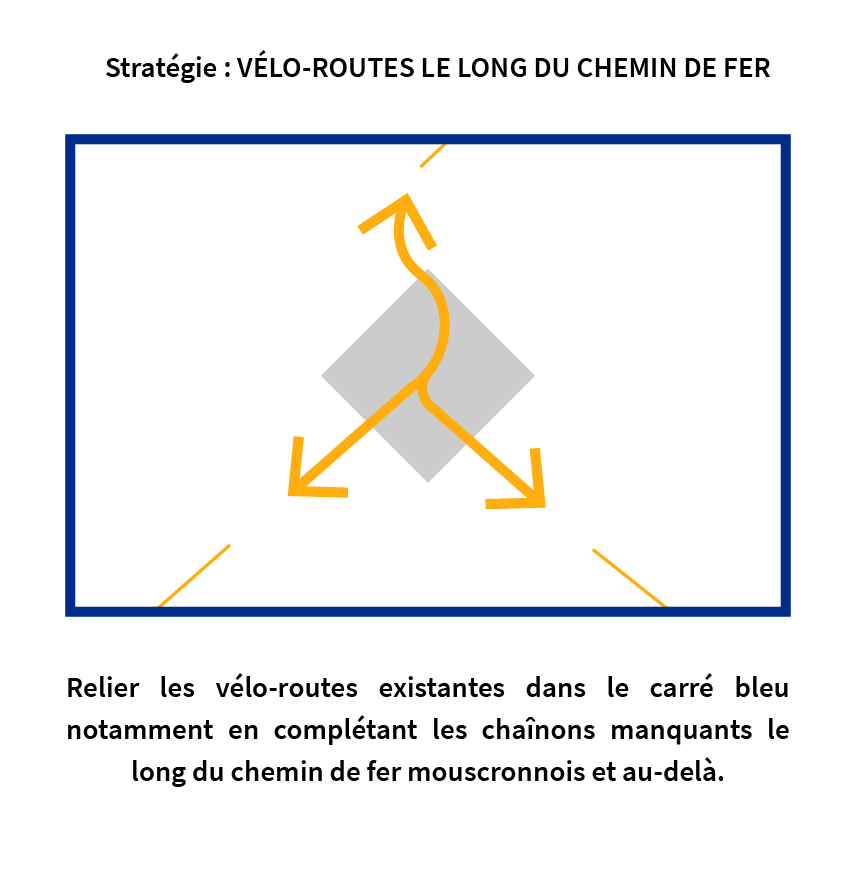 Stratégie : VÉLO-ROUTES LE LONG DU CHEMIN DE FER
Relier les vélo-routes existantes dans le carré bleu
notamment en complétant les chaînons manquants le
long du chemin de fer mouscronnois et au-delà.